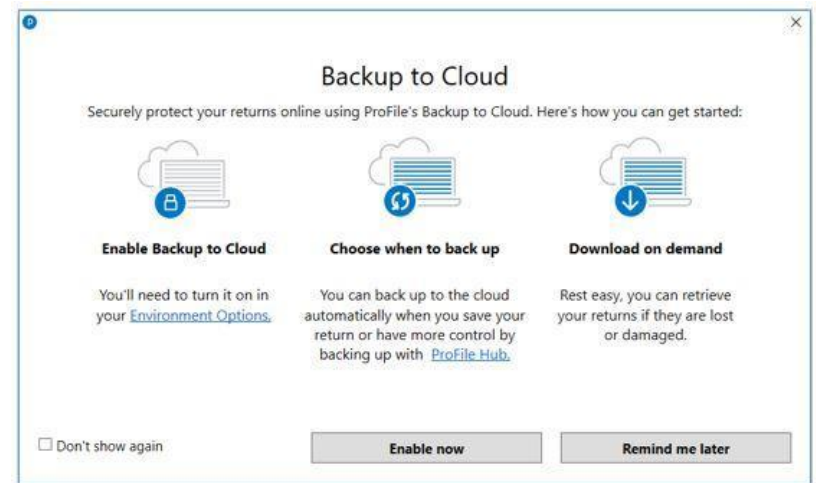 Backup to Cloud
Securely protect your returns online using ProFile's Backup to Cloud. Here's how you can get started:
Enable Backup to Cloud
You'll need to turn it on in
your Environment Options.
Choose when to back up
You can back up to the cloud
automatically when you save your
return or have more control by
backing up with ProFile Hub.
Download on demand
Rest easy, you can retrieve
your returns if they are lost
or damaged.
Don't show again
Enable now
Remind me later